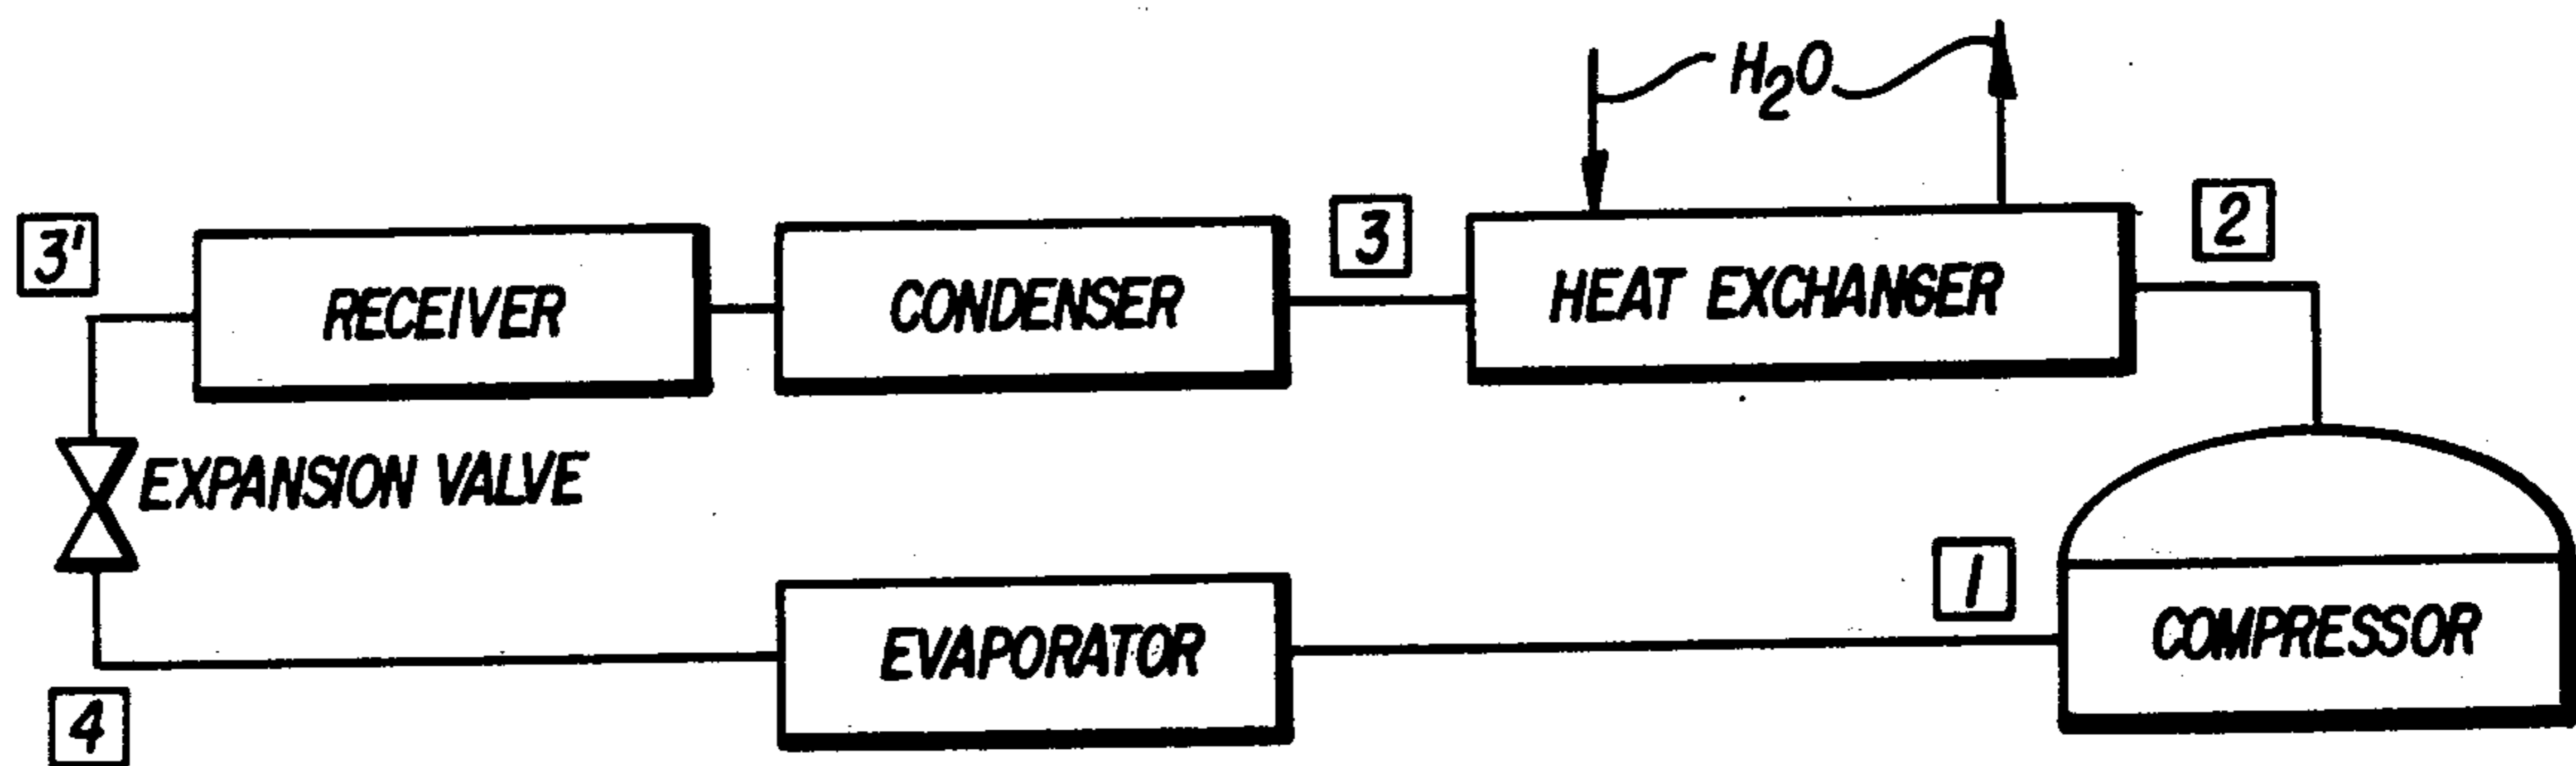 H₂O
3'
RECEIVER
CONDENSER
3
HEAT EXCHANGER
2
EXPANSION VALVE
1
EVAPORATOR
COMPRESSOR
4